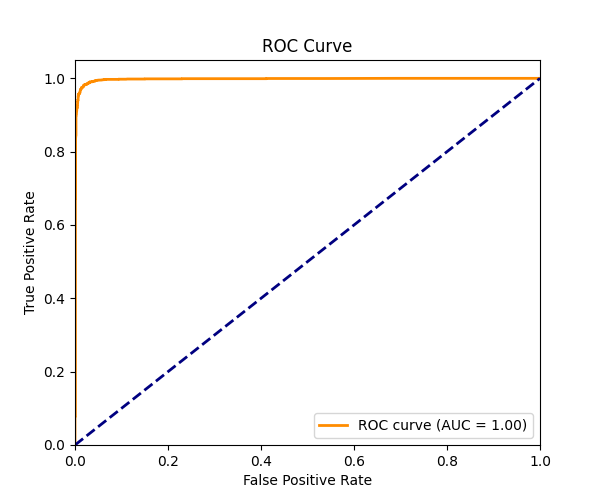 ROC Curve
1.0
0.8
0.6
0.4
0.2
0.0
True Positive Rate
ROC curve (AUC = 1.00)
0.0 0.2 0.4 0.6 0.8 1.0
False Positive Rate